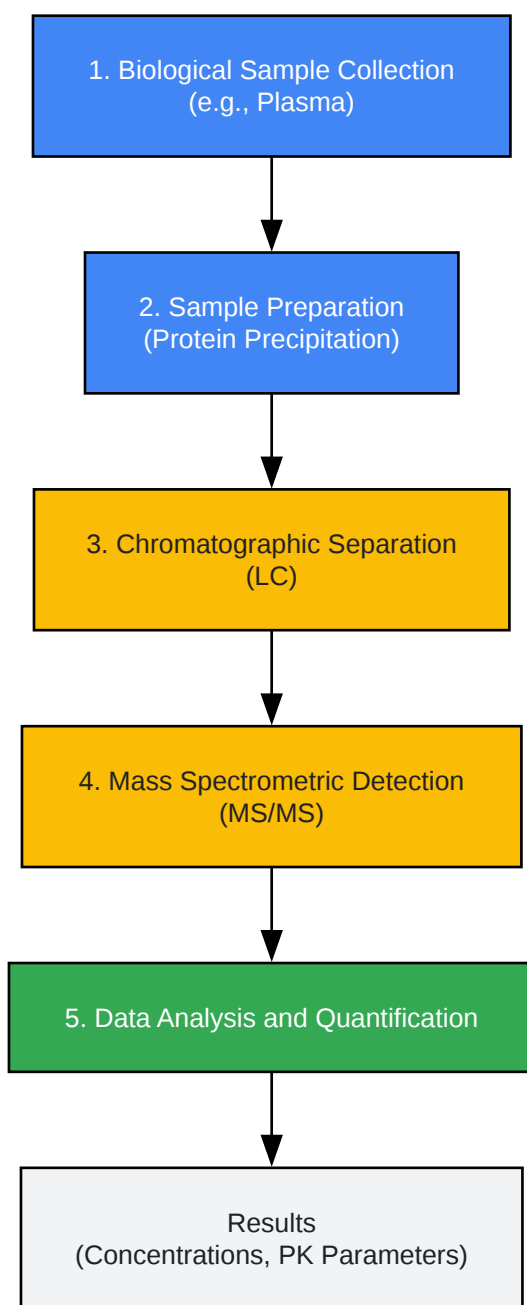 1. Biological Sample Collection
(e.g., Plasma)
2. Sample Preparation
(Protein Precipitation)
3. Chromatographic Separation
(LC)
4. Mass Spectrometric Detection
(MS/MS)
5. Data Analysis and Quantification
Results
(Concentrations, PK Parameters)